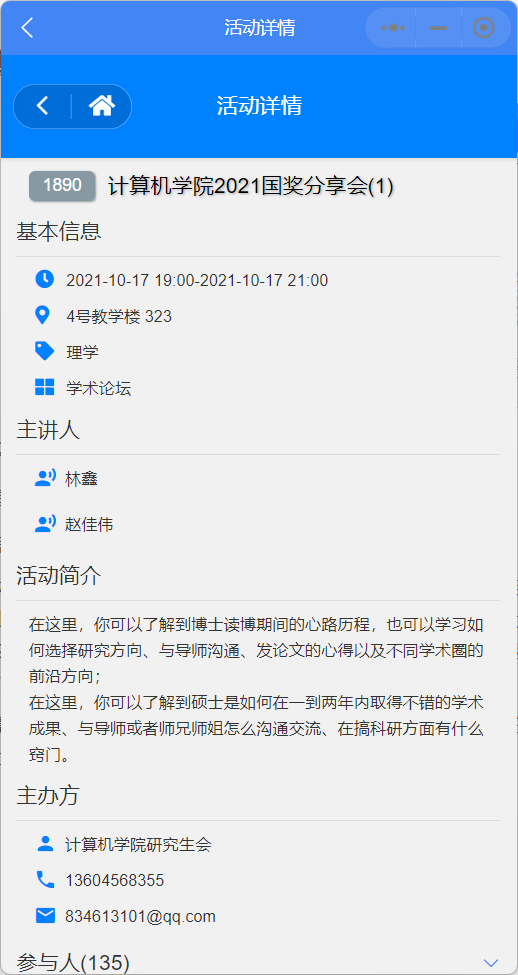 活动详情
活动详情
1890 计算机学院2021国奖分享会(1)
基本信息
2021-10-17 19:00-2021-10-17 21:00
4号教学楼 323
理学
学术论坛
主讲人
林鑫
赵佳伟
活动简介
在这里，你可以了解到博士读博期间的心路历程，也可以学习如
何选择研究方向、与导师沟通、发论文的心得以及不同学术圈的
前沿方向；
在这里，你可以了解到硕士是如何在一到两年内取得不错的学术
成果、与导师或者师兄师姐怎么沟通交流、在搞科研方面有什么
窍门。
主办方
计算机学院研究生会
13604568355
834613101@qq.com
参与人(135)